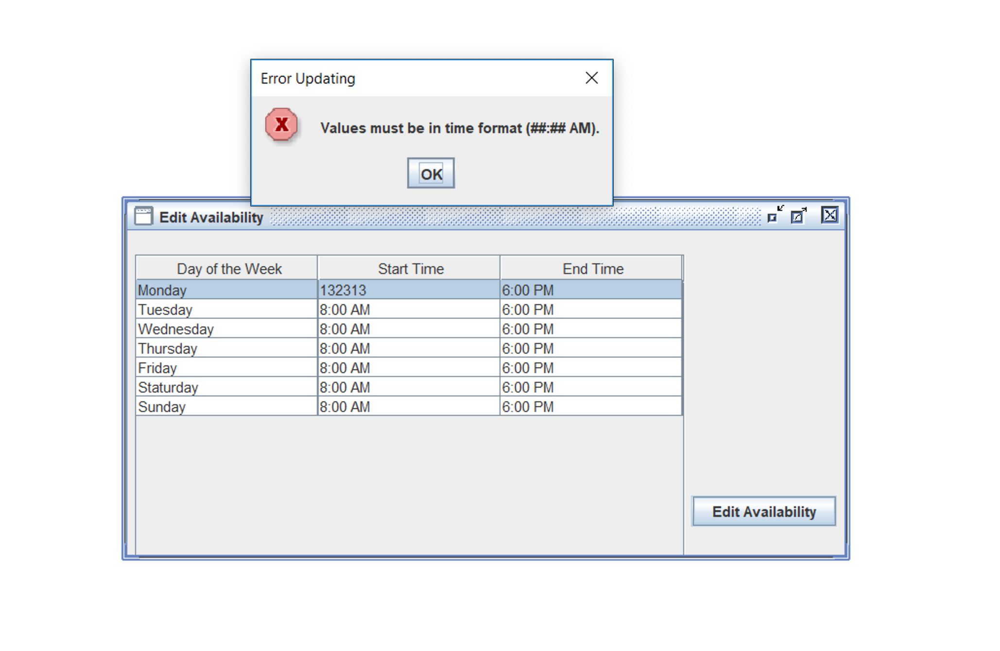 Error Updating
Values must be in time format (##:## AM).
OK
Edit Availability
Day of the Week Start Time End Time
Monday 132313 6:00 PM
Tuesday 8:00 AM 6:00 PM
Wednesday 8:00 AM 6:00 PM
Thursday 8:00 AM 6:00 PM
Friday 8:00 AM 6:00 PM
Staturday 8:00 AM 6:00 PM
Sunday 8:00 AM 6:00 PM
Edit Availability